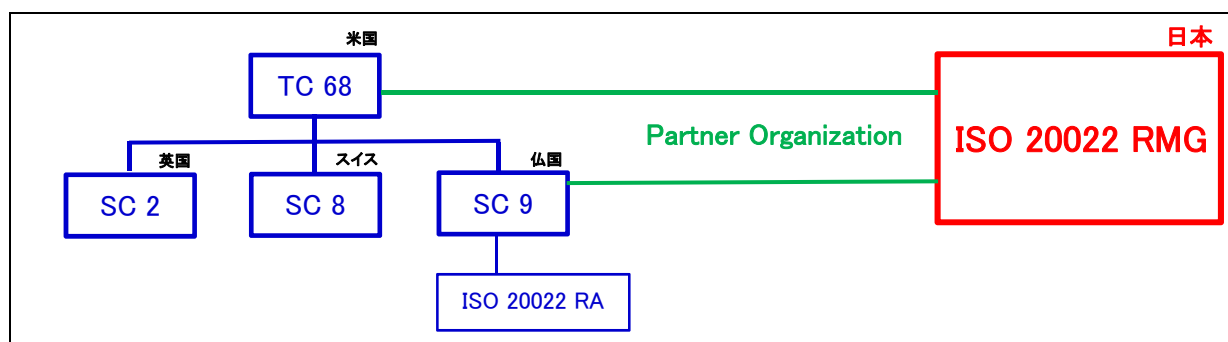 米国
日本
TC 68
Partner Organization
ISO 20022 RMG
英国
スイス
仏国
SC 2
SC 8
SC 9
ISO 20022 RA